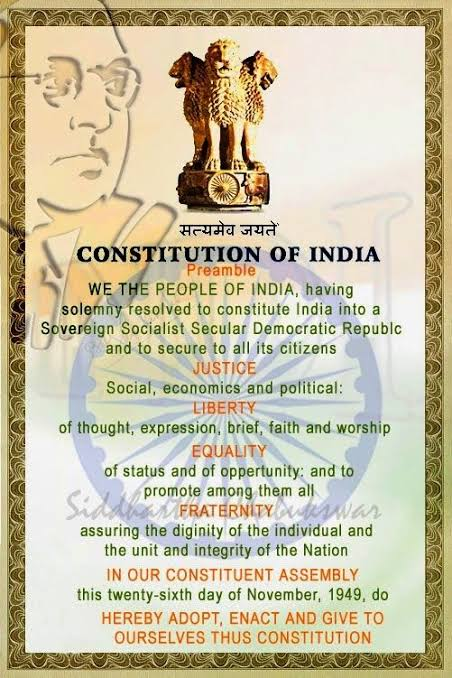 सत्यमेव जयते
CONSTITUTION OF INDIA
Preamble
WE THE PEOPLE OF INDIA, having
solemny resolved to constitute India into a
Sovereign Socialist Secular Democratic Republc
and to secure to all its citizens
JUSTICE
Social, economics and political:
LIBERTY
of thought, expression, brief, faith and worship
EQUALITY
of status and of opportunity: and to
promote among them all
FRATERNITY
assuring the diginity of the individual and
the unit and integrity of the Nation
IN OUR CONSTITUENT ASSEMBLY
this twenty-sixth day of November, 1949, do
HEREBY ADOPT, ENACT AND GIVE TO
OURSELVES THUS CONSTITUTION